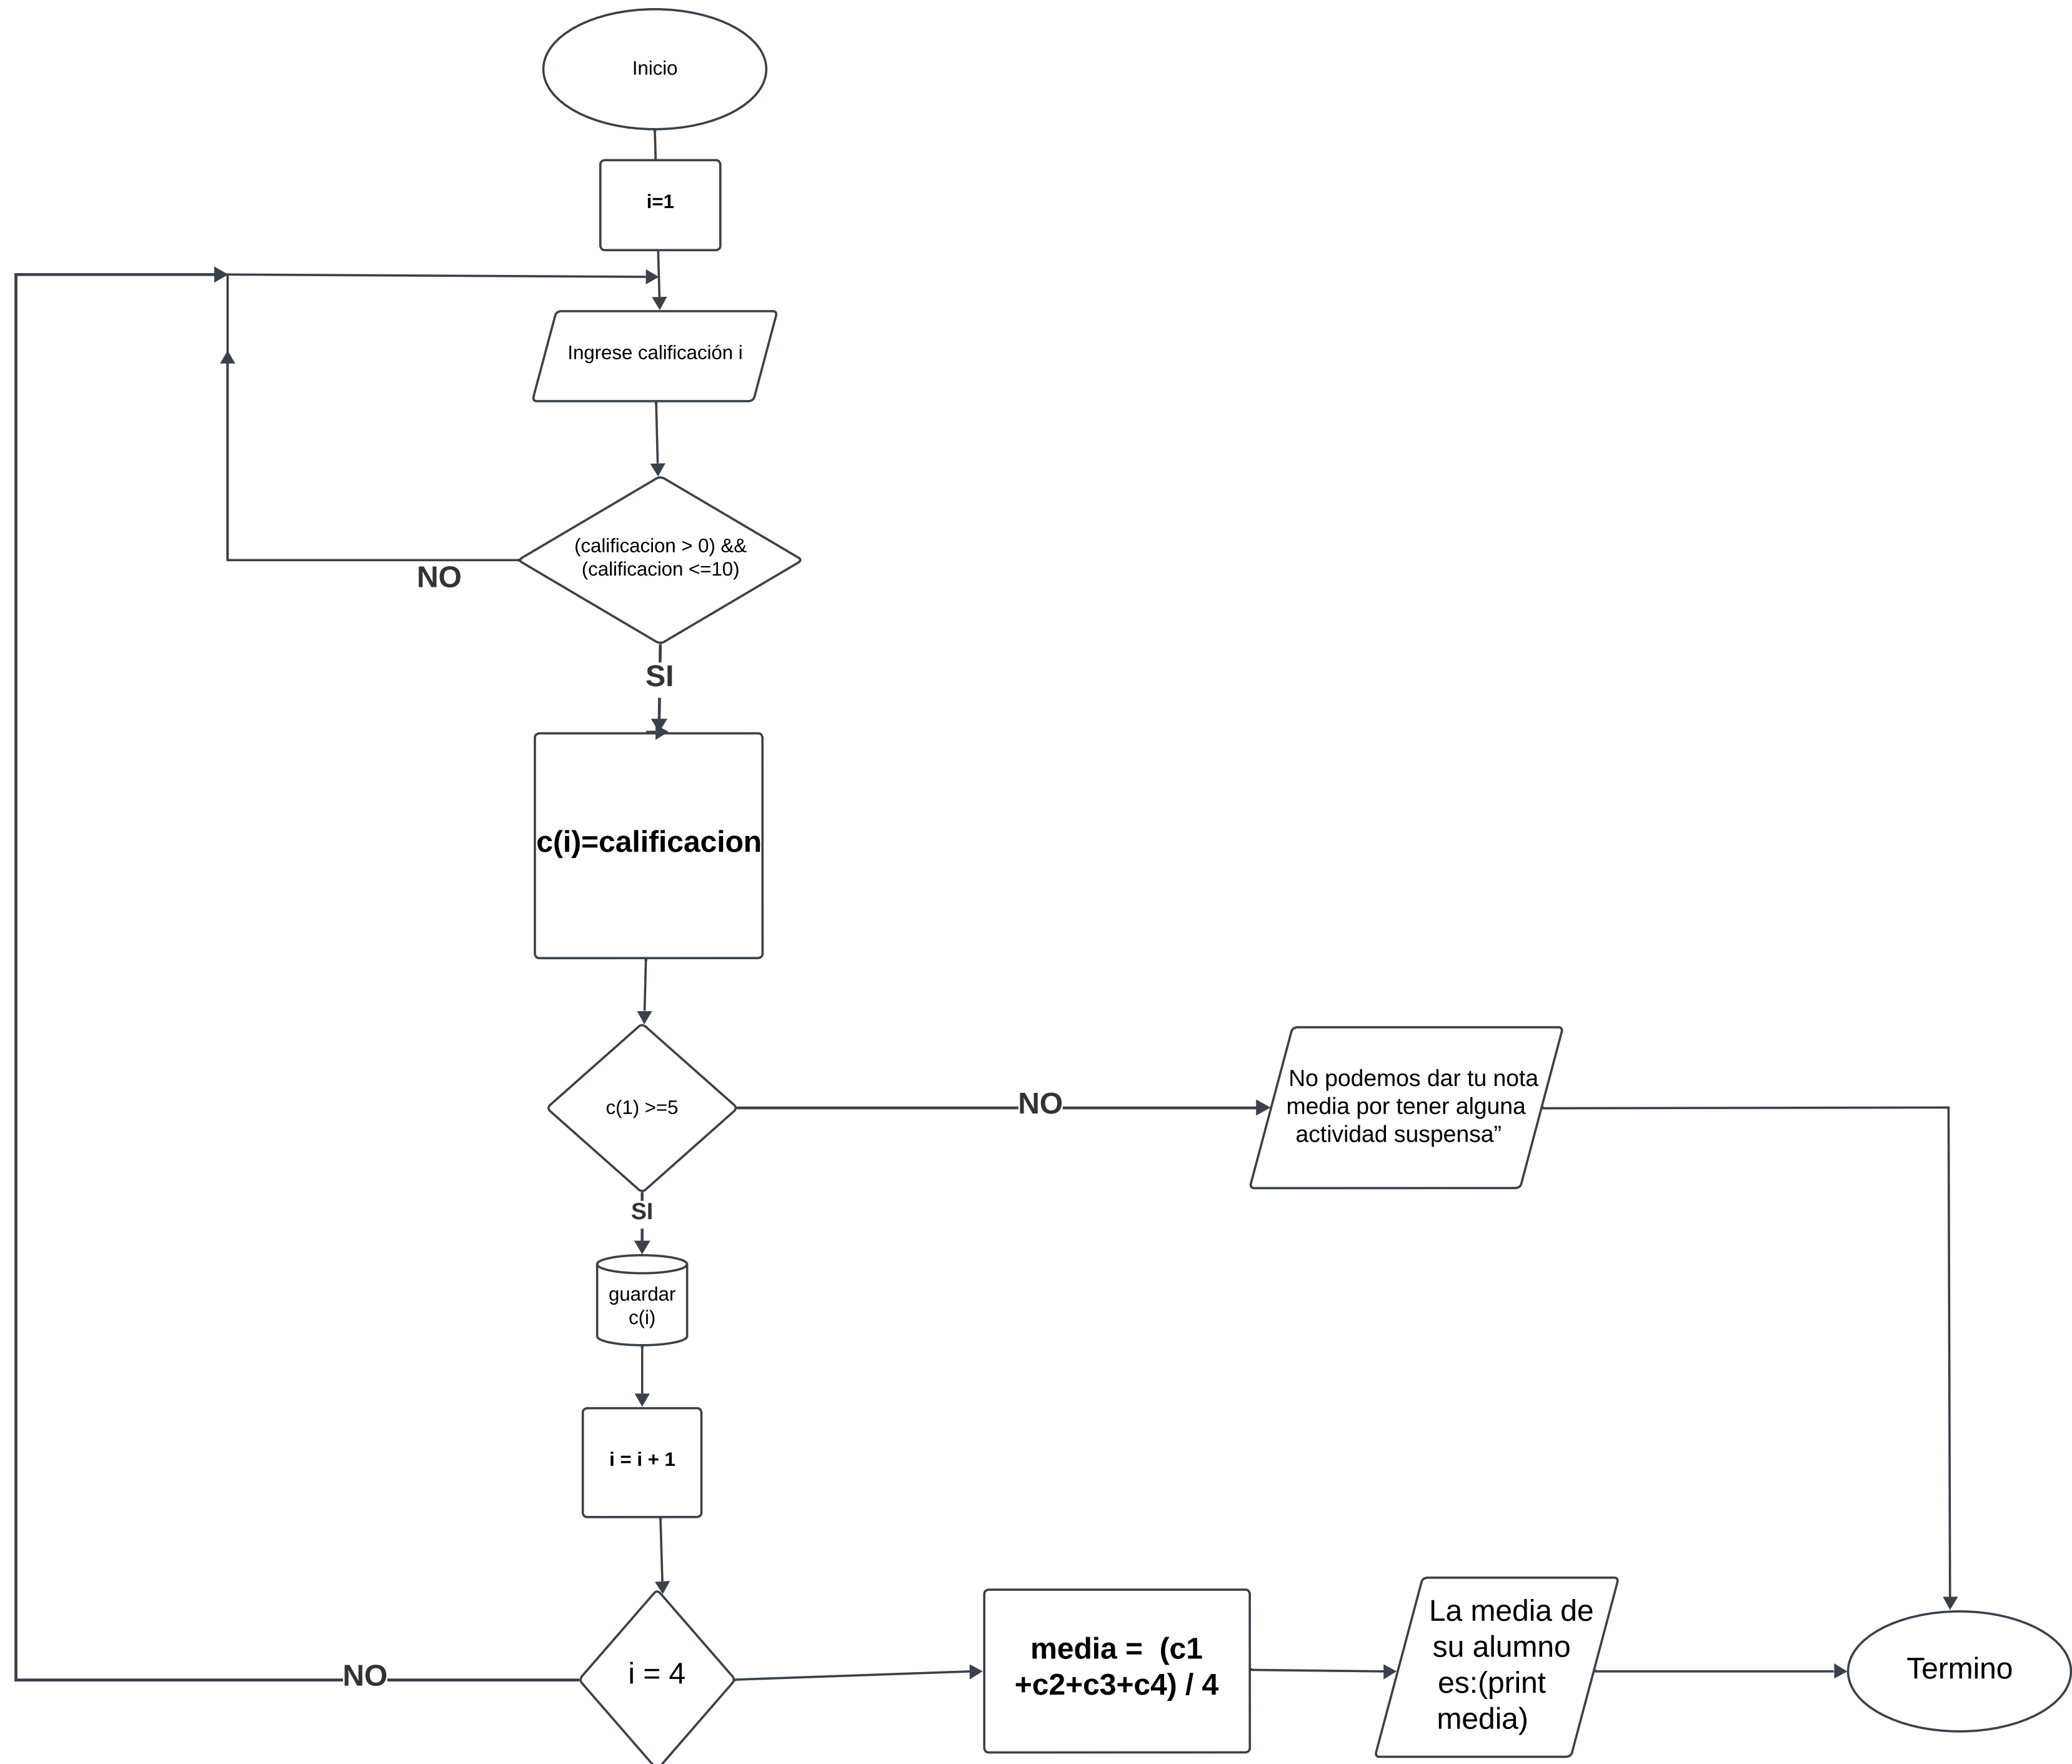 Inicio
i=1
Ingrese calificación i
(calificacion > 0) &&
(calificacion <=10)
NO
SI
c(i)=calificacion
c(1) >=5
NO
No podemos dar tu nota
media por tener alguna
actividad suspensa”
SI
guardar
c(i)
i = i + 1
i = 4
NO
media = (c1
+c2+c3+c4) / 4
La media de
su alumno
es:(print
media)
Termino